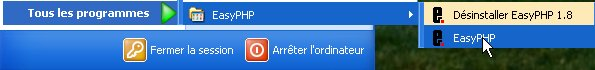 Tous les programmes
EasyPHP
Désinstaller EasyPHP 1.8
EasyPHP
Fermer la session
Arrêter l'ordinateur